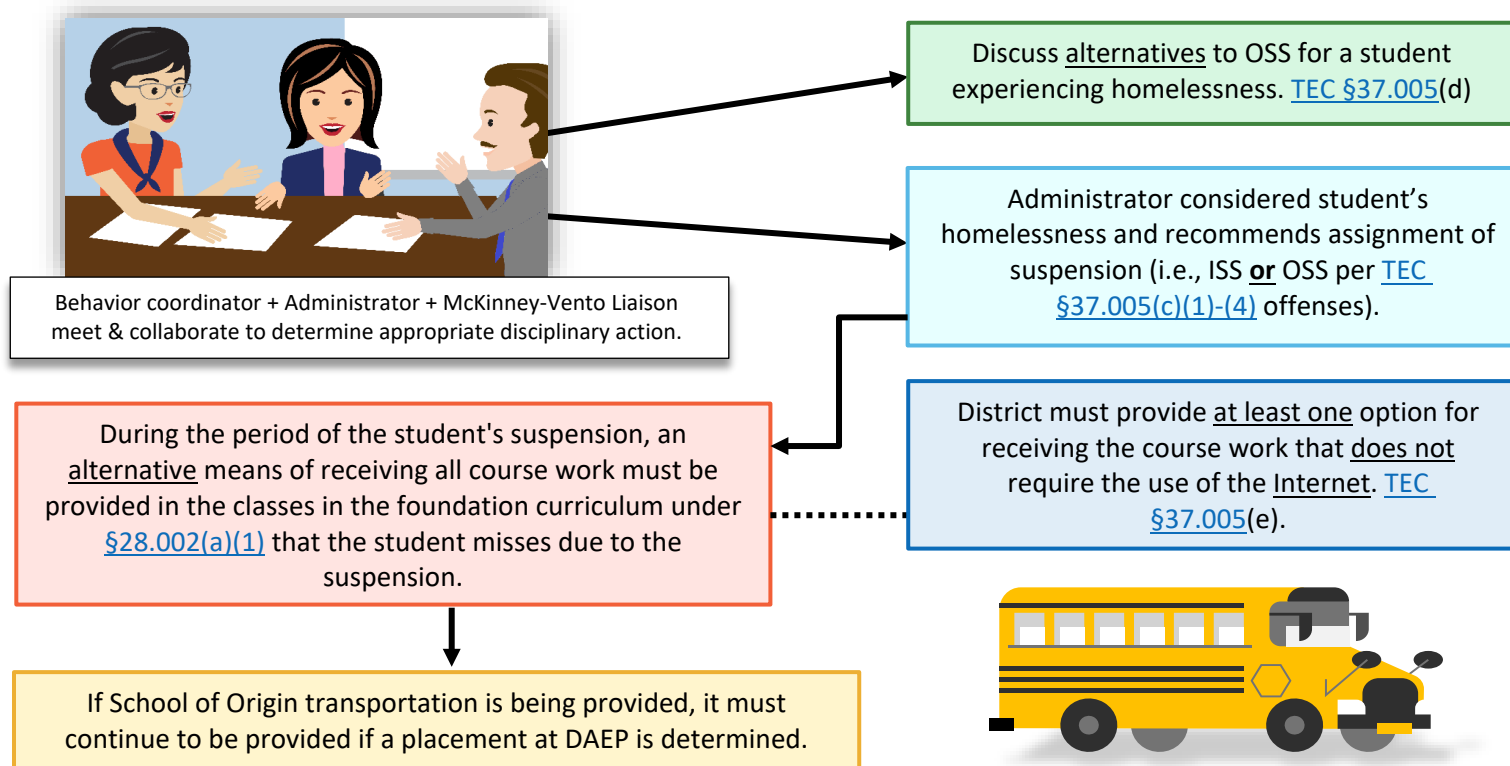 Discuss alternatives to OSS for a student
experiencing homelessness. TEC §37.005(d)
Behavior coordinator + Administrator + McKinney-Vento Liaison
meet & collaborate to determine appropriate disciplinary action.
Administrator considered student’s
homelessness and recommends assignment of
suspension (i.e., ISS or OSS per TEC
§37.005(c)(1)-(4) offenses).
During the period of the student's suspension, an
alternative means of receiving all course work must be
provided in the classes in the foundation curriculum under
§28.002(a)(1) that the student misses due to the
suspension.
District must provide at least one option for
receiving the course work that does not
require the use of the Internet. TEC
§37.005(e).
If School of Origin transportation is being provided, it must
continue to be provided if a placement at DAEP is determined.